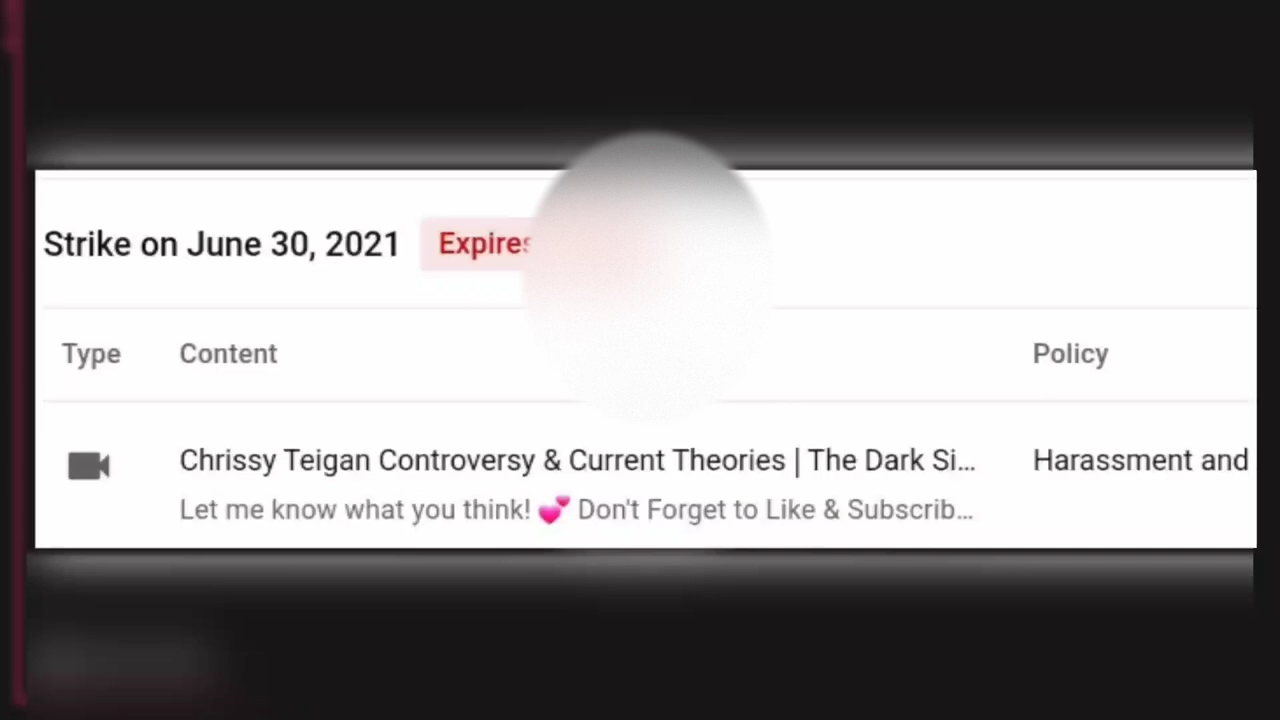 Strike on June 30, 2021 Expires
Type Content Policy
Chrissy Teigan Controversy & Current Theories | The Dark Si... Harassment and
Let me know what you think! 💕 Don't Forget to Like & Subscrib...